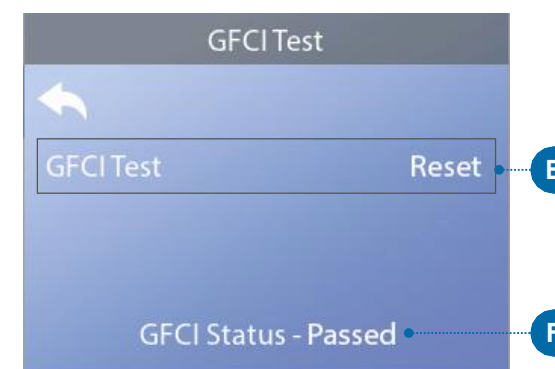 GFCI Test
GFCI Test Reset
E
F
GFCI Status - Passed